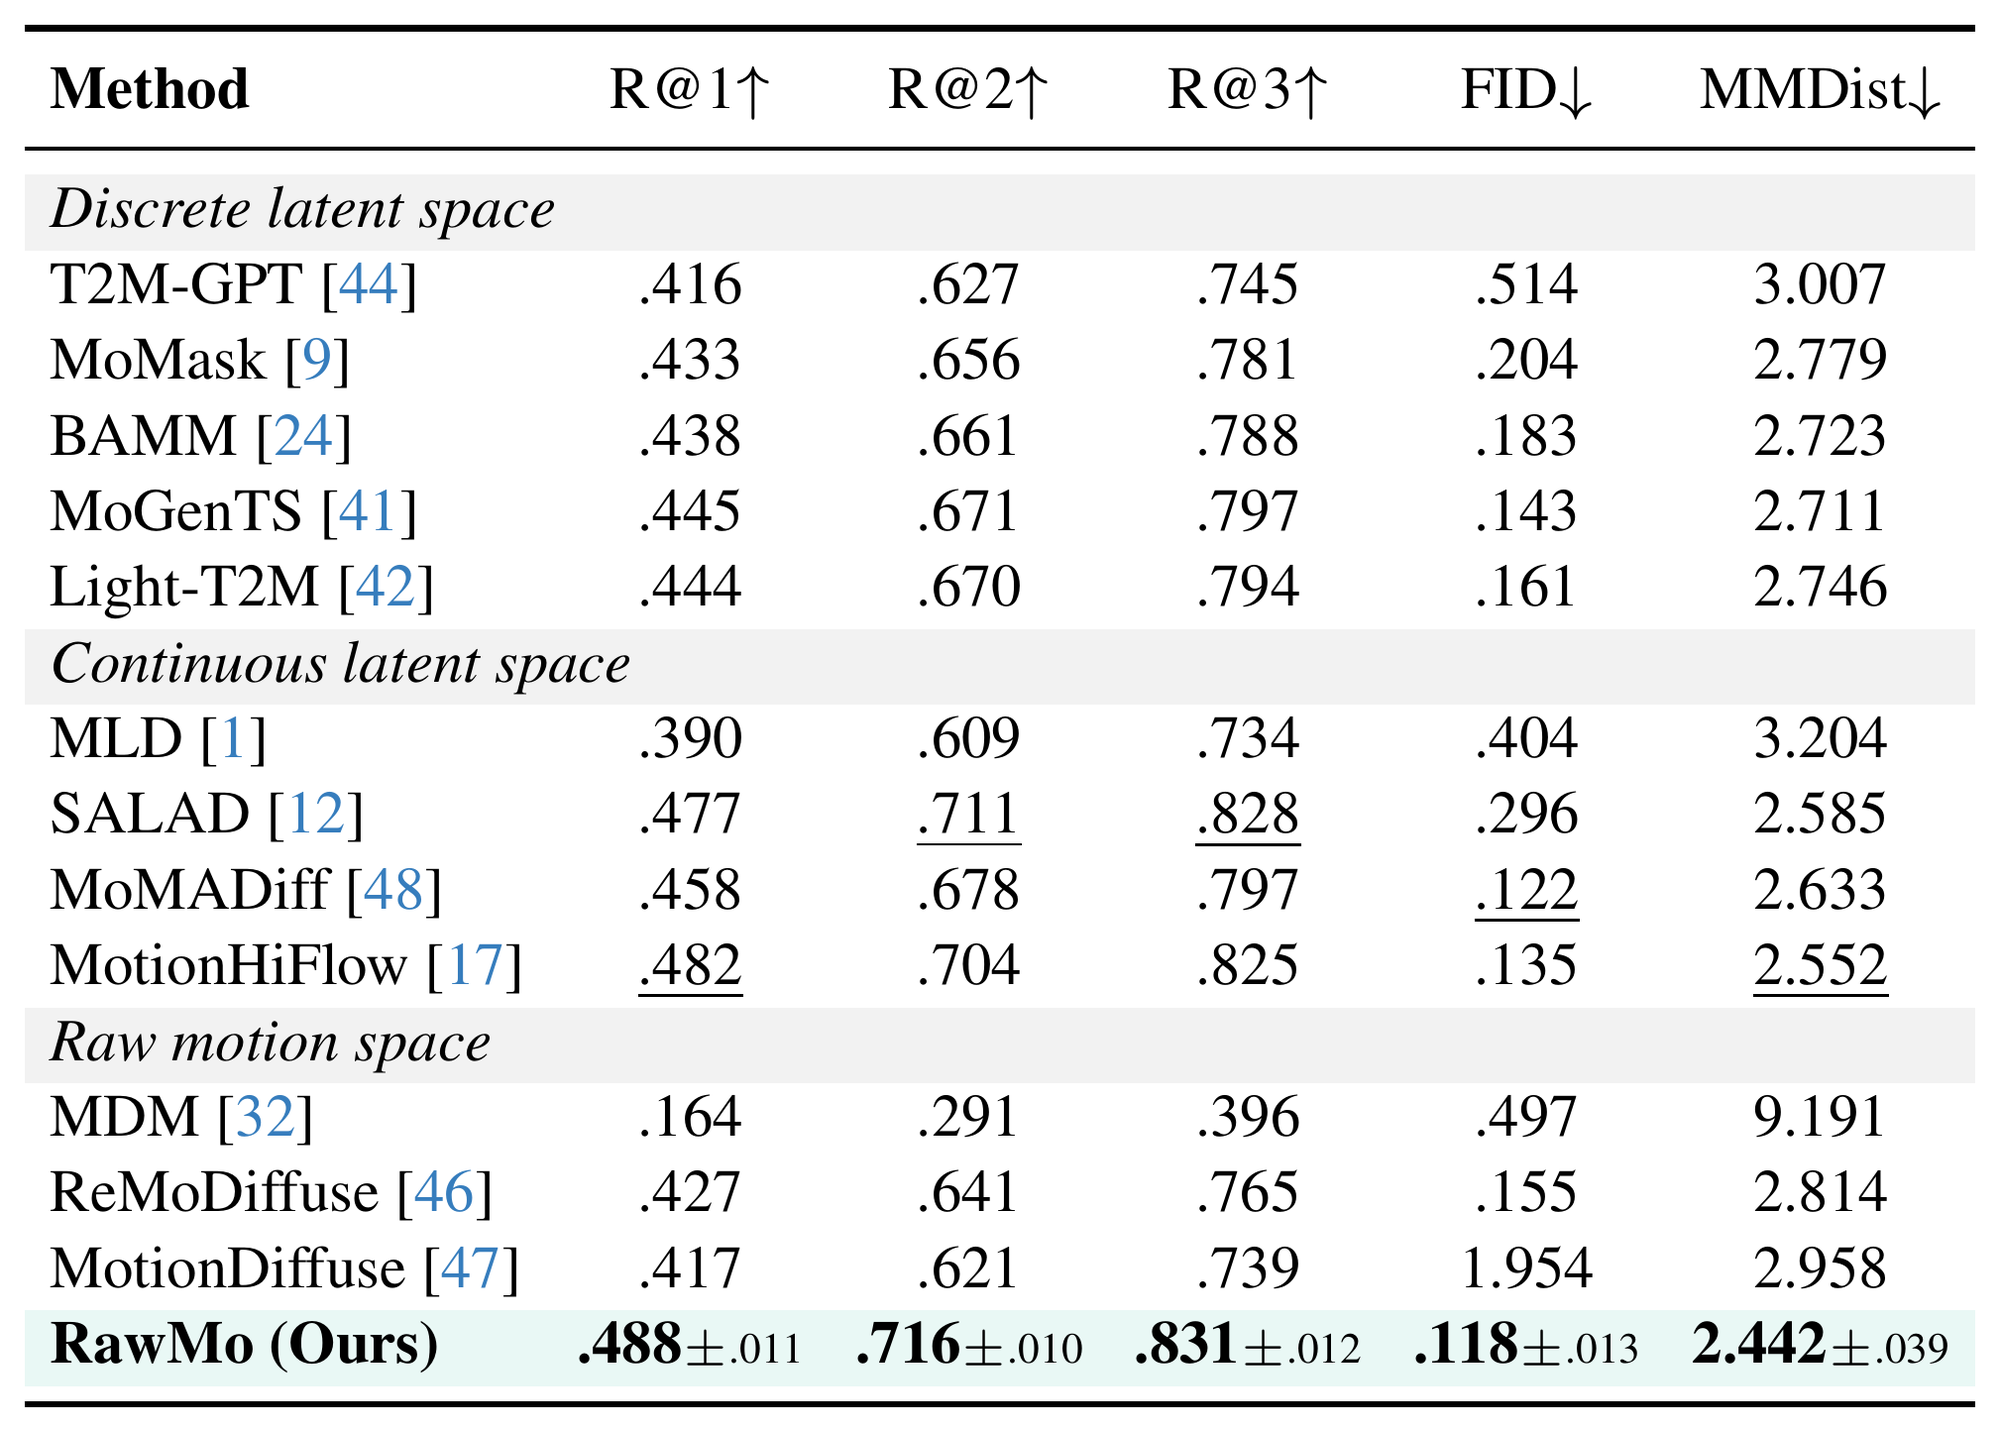 Method R@1↑ R@2↑ R@3↑ FID↓ MMDist↓
Discrete latent space
T2M-GPT [44] .416 .627 .745 .514 3.007
MoMask [9] .433 .656 .781 .204 2.779
BAMM [24] .438 .661 .788 .183 2.723
MoGenTS [41] .445 .671 .797 .143 2.711
Light-T2M [42] .444 .670 .794 .161 2.746
Continuous latent space
MLD [1] .390 .609 .734 .404 3.204
SALAD [12] .477 .711 .828 .296 2.585
MoMADiff [48] .458 .678 .797 .122 2.633
MotionHiFlow [17] .482 .704 .825 .135 2.552
Raw motion space
MDM [32] .164 .291 .396 .497 9.191
ReMoDiffuse [46] .427 .641 .765 .155 2.814
MotionDiffuse [47] .417 .621 .739 1.954 2.958
RawMo (Ours) .488±.011 .716±.010 .831±.012 .118±.013 2.442±.039